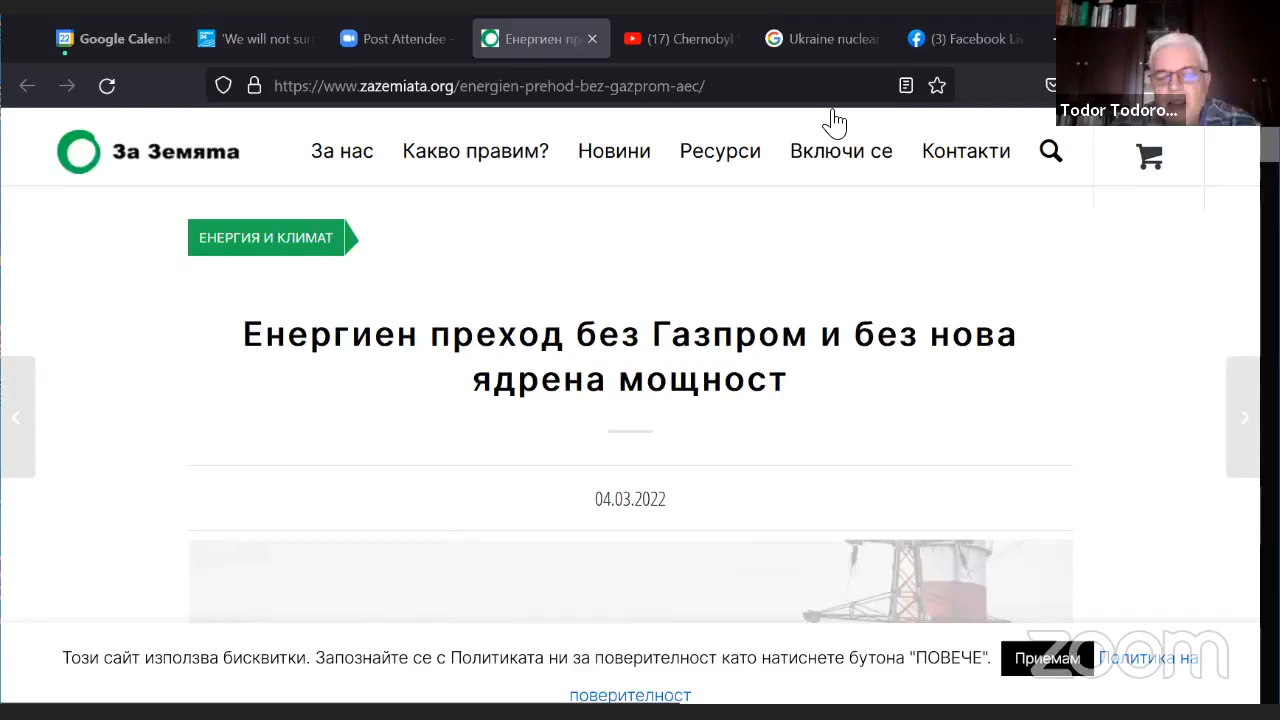 Google Calend
'We will not sur
Post Attendee -
Енергиен пр
(17) Chernobyl
Ukraine nuclear
(3) Facebook Li
https://www.zazemiata.org/energien-prehod-bez-gazprom-aec/
Todor Todoro...
За Земята
За нас
Какво правим?
Новини
Ресурси
Включи се
Контакти
ЕНЕРГИЯ И КЛИМАТ
Енергиен преход без Газпром и без нова
ядрена мощност
04.03.2022
Този сайт използва бисквитки. Запознайте се с Политиката ни за поверителност като натиснете бутона "ПОВЕЧЕ".
Приемам
Политика на
поверителност
zoom